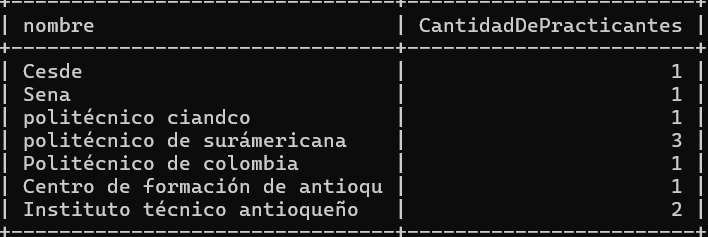 nombre | CantidadDePracticantes
Cesde | 1
Sena | 1
politécnico ciandco | 1
politécnico de surámericana | 3
Politécnico de colombia | 1
Centro de formación de antioqu | 1
Instituto técnico antioqueño | 2